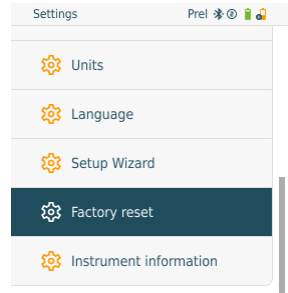 Settings Prel
Units
Language
Setup Wizard
Factory reset
Instrument information